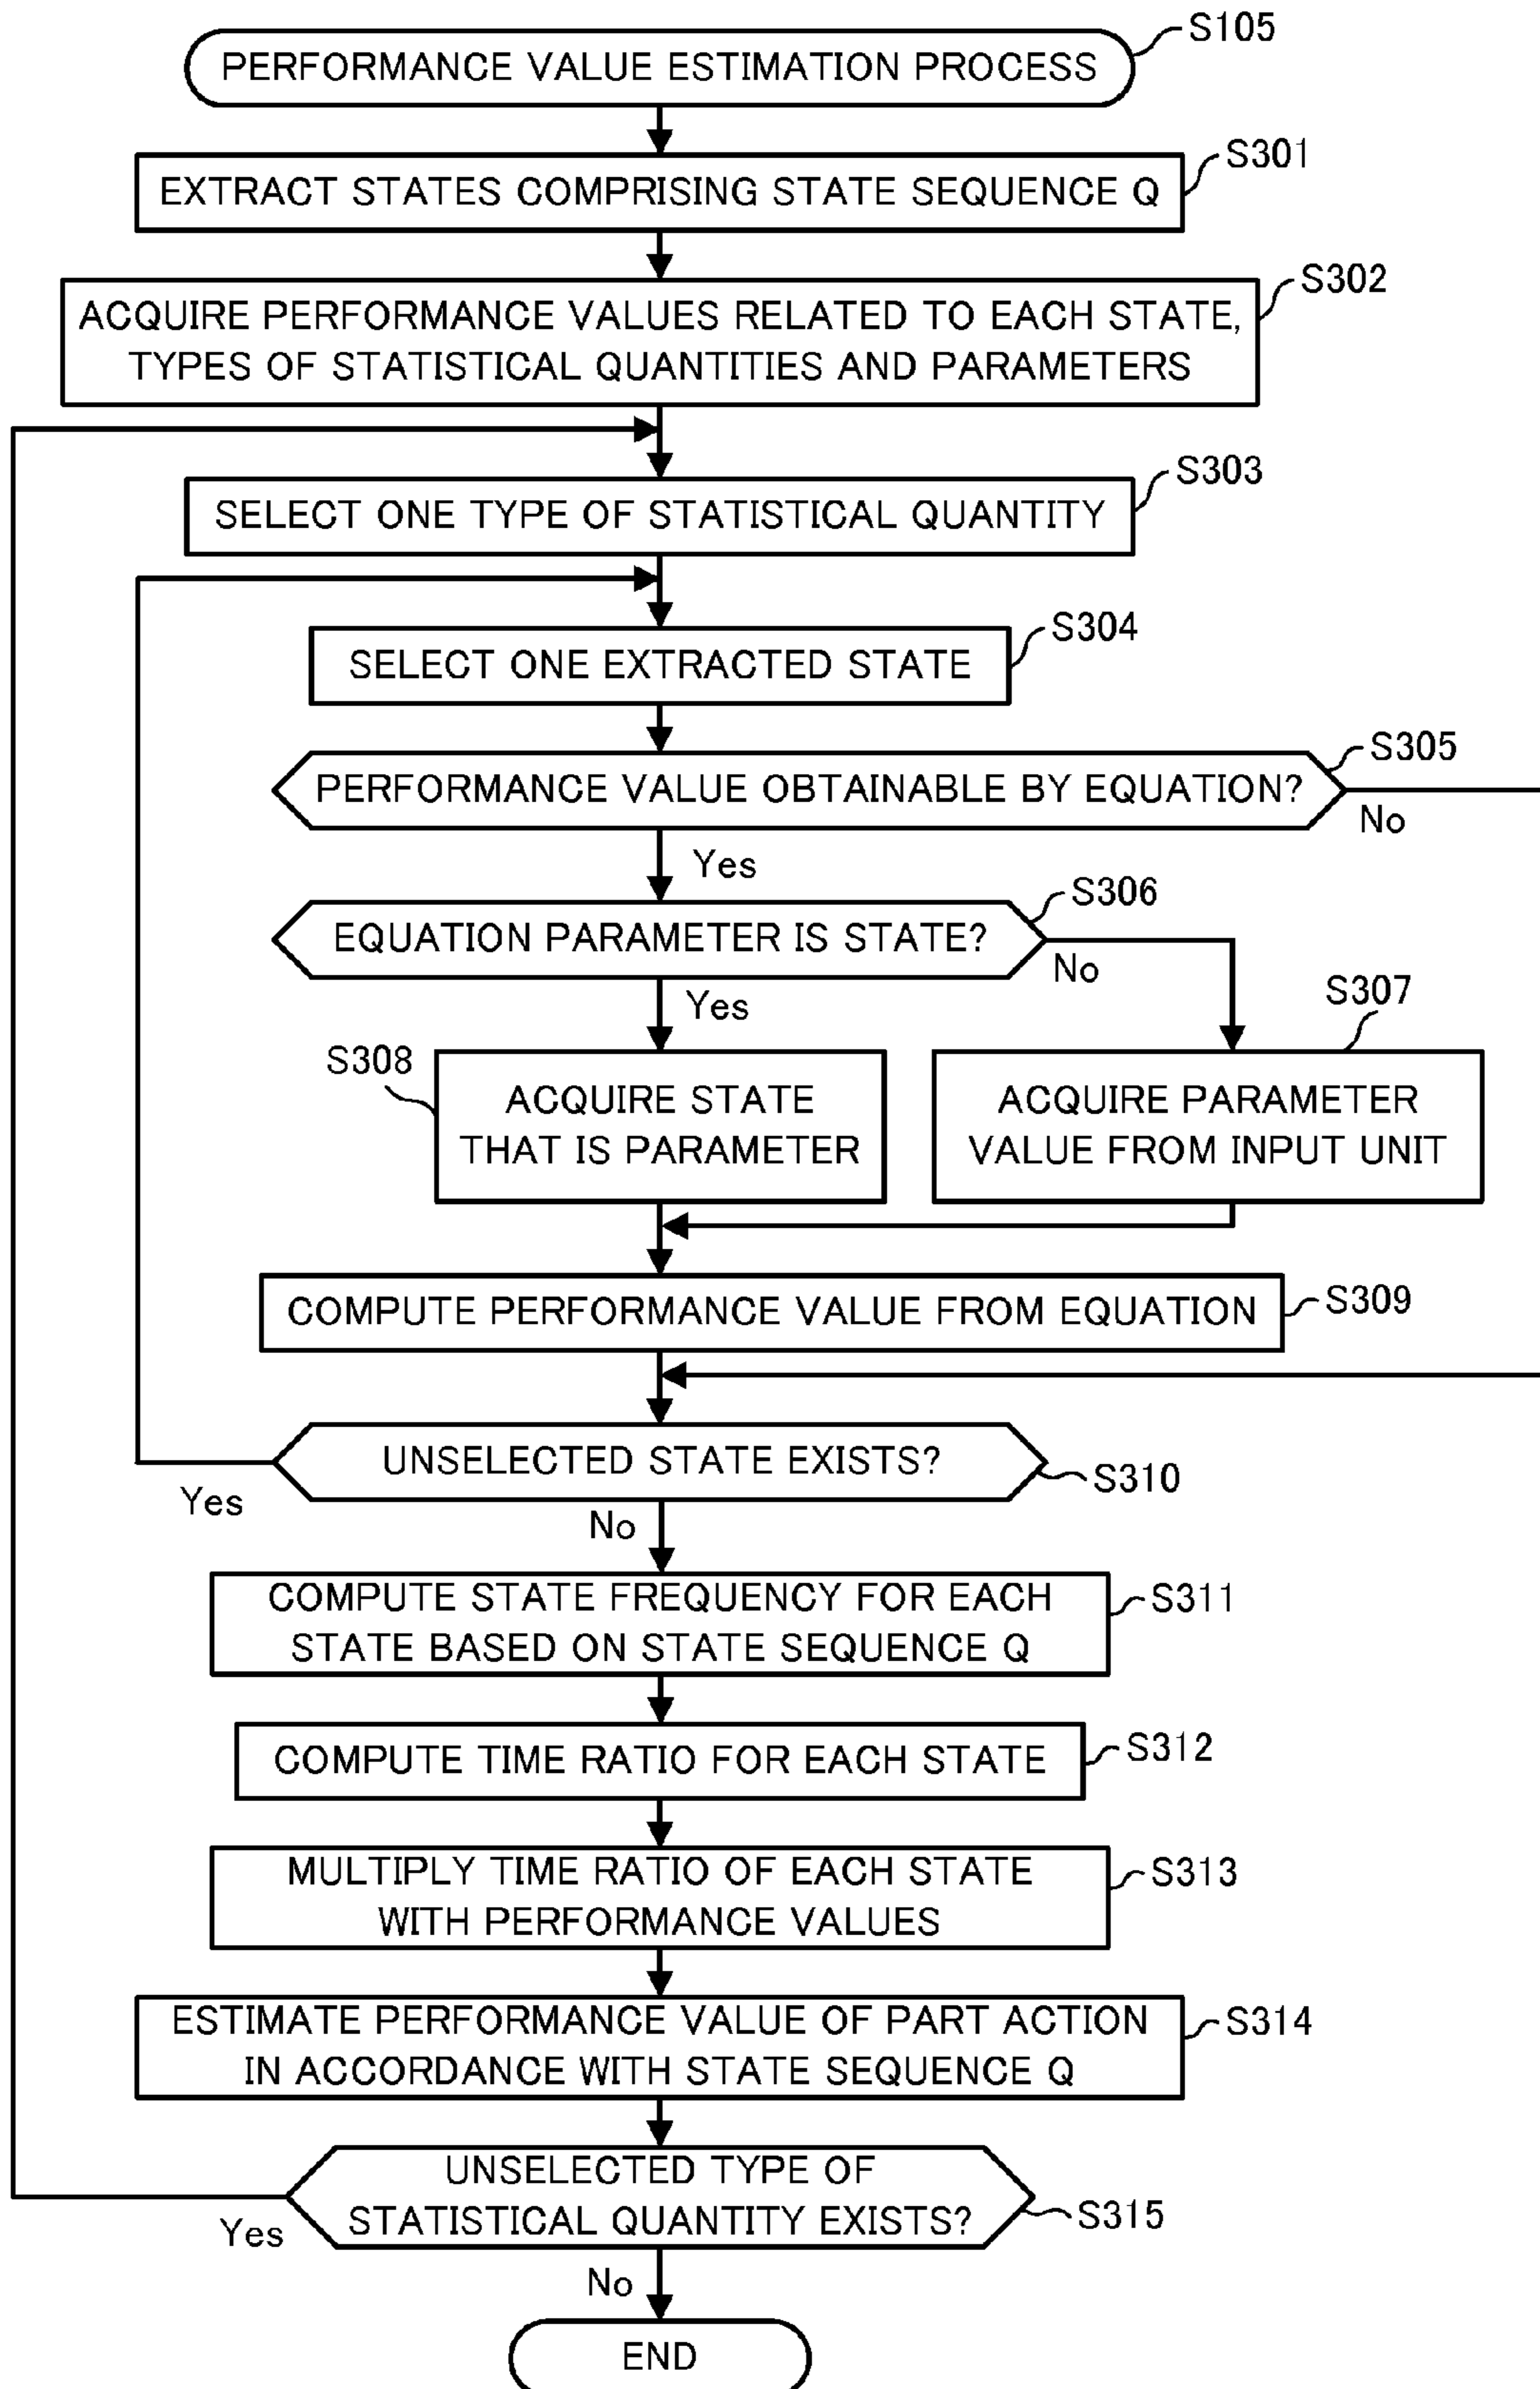 S105
PERFORMANCE VALUE ESTIMATION PROCESS
S301
EXTRACT STATES COMPRISING STATE SEQUENCE Q
S302
ACQUIRE PERFORMANCE VALUES RELATED TO EACH STATE,
TYPES OF STATISTICAL QUANTITIES AND PARAMETERS
S303
SELECT ONE TYPE OF STATISTICAL QUANTITY
S304
SELECT ONE EXTRACTED STATE
S305
PERFORMANCE VALUE OBTAINABLE BY EQUATION?
No
Yes
S306
EQUATION PARAMETER IS STATE?
No
Yes
S307
S308
ACQUIRE STATE
THAT IS PARAMETER
ACQUIRE PARAMETER
VALUE FROM INPUT UNIT
COMPUTE PERFORMANCE VALUE FROM EQUATION
S309
UNSELECTED STATE EXISTS?
S310
Yes
No
COMPUTE STATE FREQUENCY FOR EACH
STATE BASED ON STATE SEQUENCE Q
S311
COMPUTE TIME RATIO FOR EACH STATE
S312
MULTIPLY TIME RATIO OF EACH STATE
WITH PERFORMANCE VALUES
S313
ESTIMATE PERFORMANCE VALUE OF PART ACTION
IN ACCORDANCE WITH STATE SEQUENCE Q
S314
UNSELECTED TYPE OF
STATISTICAL QUANTITY EXISTS?
S315
Yes
No
END